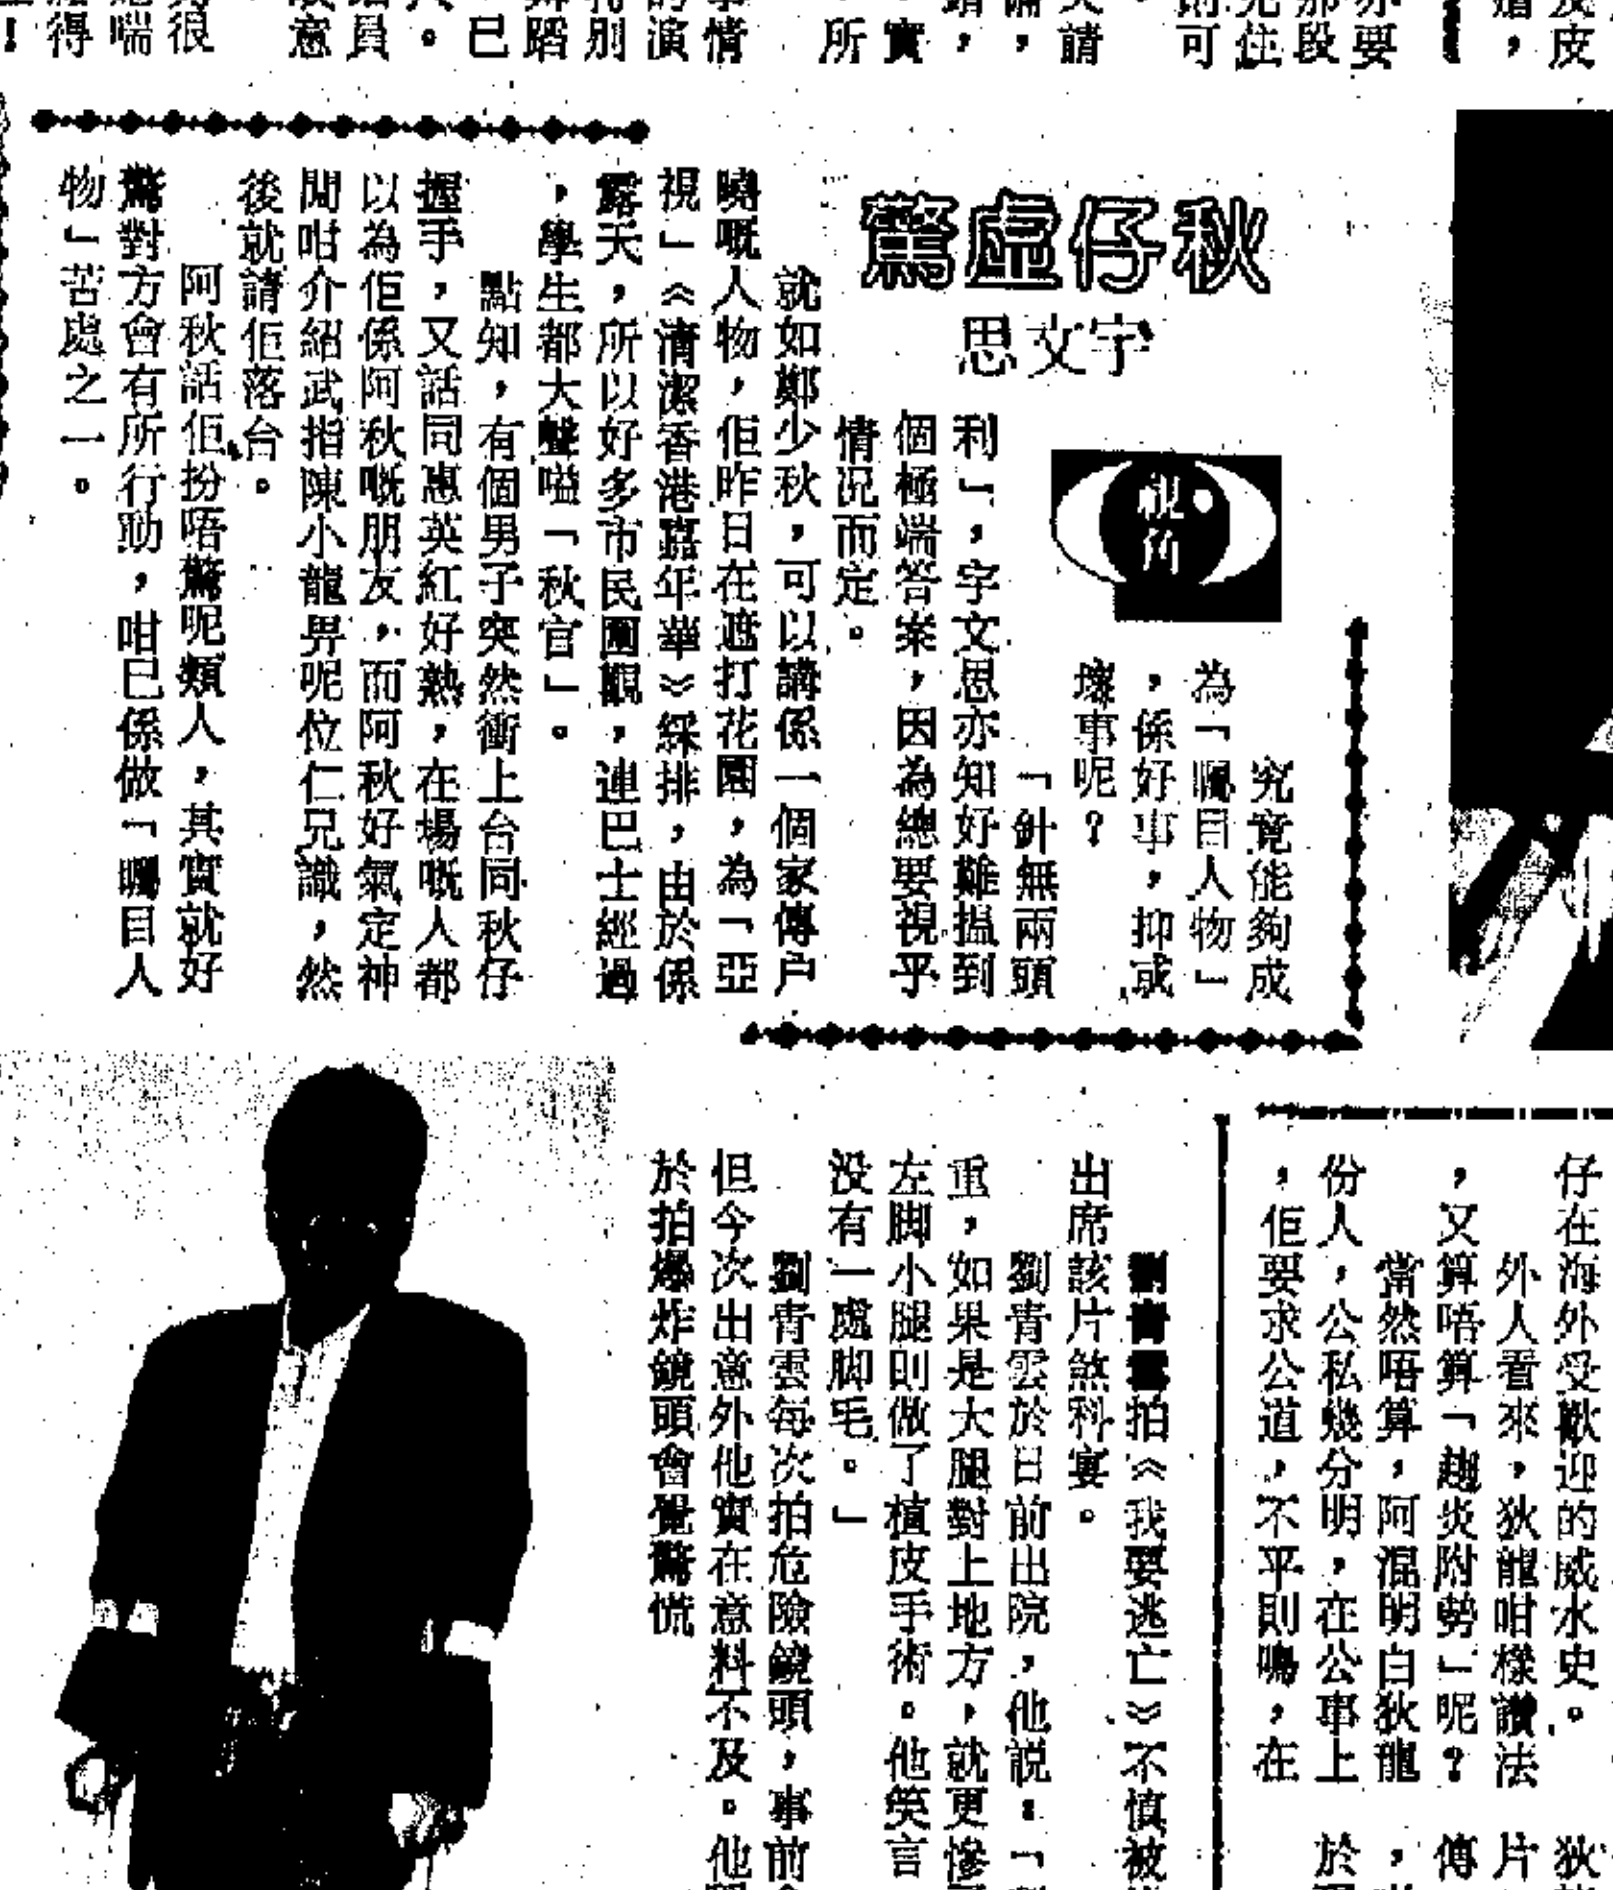 秋仔虛驚
宇文思
視角
究竟能夠成
為「矚目人物」
，係好事，抑或
壞事呢？
「針無兩頭
利」，宇文思亦知好難搵到
個極端答案，因為總要視乎
情況而定。
就如鄭少秋，可以講係一個家傳户
曉嘅人物，佢昨日在遮打花園，為「亞
視」《清潔香港嘉年華》綵排，由於係
露天，所以好多市民圍觀，連巴士經過
，學生都大聲嗌「秋官」。
點知，有個男子突然衝上台同秋仔
握手，又話同惠英紅好熟，在場嘅人都
以為佢係阿秋嘅朋友，而阿秋好氣定神
閒咁介紹武指陳小龍畀呢位仁兄識，然
後就請佢落台。
阿秋話佢扮唔驚呢類人，其實就好
驚對方會有所行動，咁已係做「矚目人
物」苦處之一。
仔在海外受歡迎的威水史。
外人看來，狄龍咁樣讚法
，又算唔算「趨炎附勢」呢？
當然唔算，阿混明白狄龍
份人，公私幾分明，在公事上
，佢要求公道，不平則鳴，在
劉青雲拍《我要逃亡》不慎被
出席該片煞科宴。
劉青雲於日前出院，他説：「
重，如果是大腿對上地方，就更慘
左脚小腿則做了植皮手術。他笑言
没有一處脚毛。」
劉青雲每次拍危險鏡頭，事前
但今次出意外他實在意料不及。他
於拍爆炸鏡頭會覺驚慌